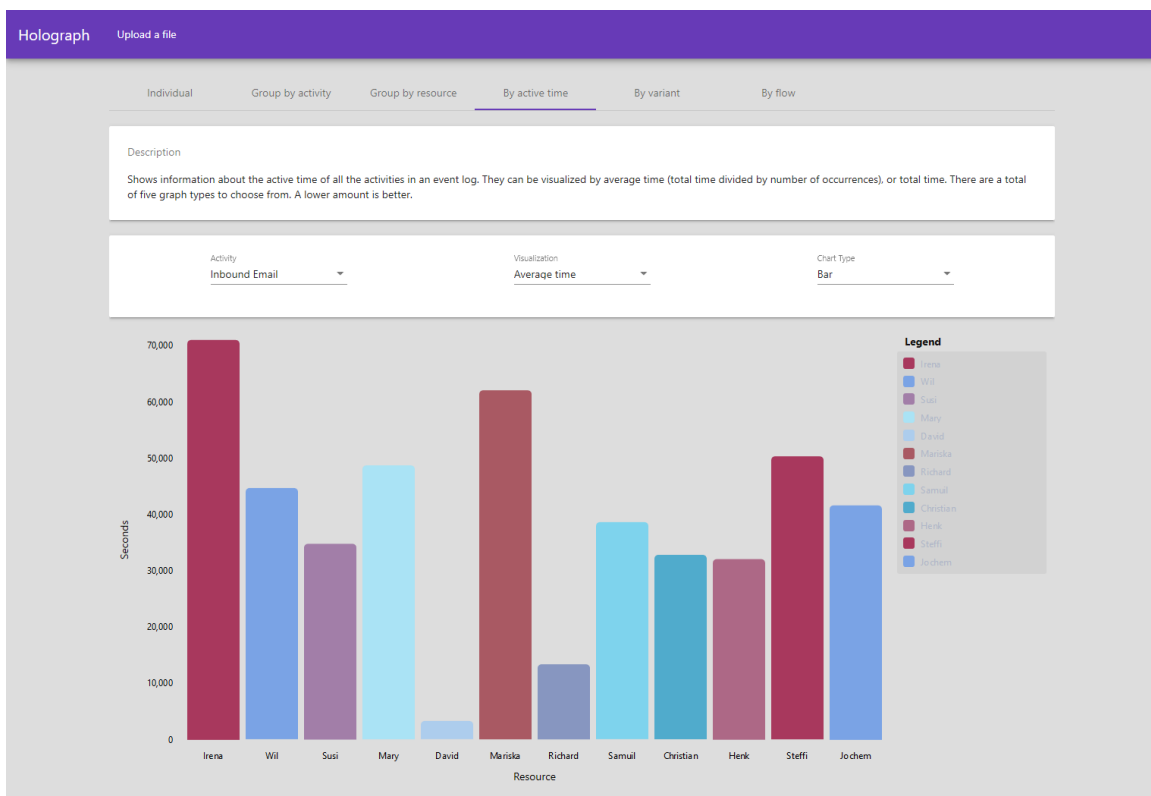 Holograph Upload a file
Individual Group by activity Group by resource By active time By variant By flow
Description
Shows information about the active time of all the activities in an event log. They can be visualized by average time (total time divided by number of occurrences), or total time. There are a total
of five graph types to choose from. A lower amount is better.
Activity Visualization Chart Type
Inbound Email Average time Bar
Legend
Irena
Wil
Susi
Mary
David
Mariska
Richard
Samuil
Christian
Henk
Steffi
Jochem
70,000
60,000
50,000
40,000
30,000
20,000
10,000
0
Seconds
Irena Wil Susi Mary David Mariska Richard Samuil Christian Henk Steffi Jochem
Resource